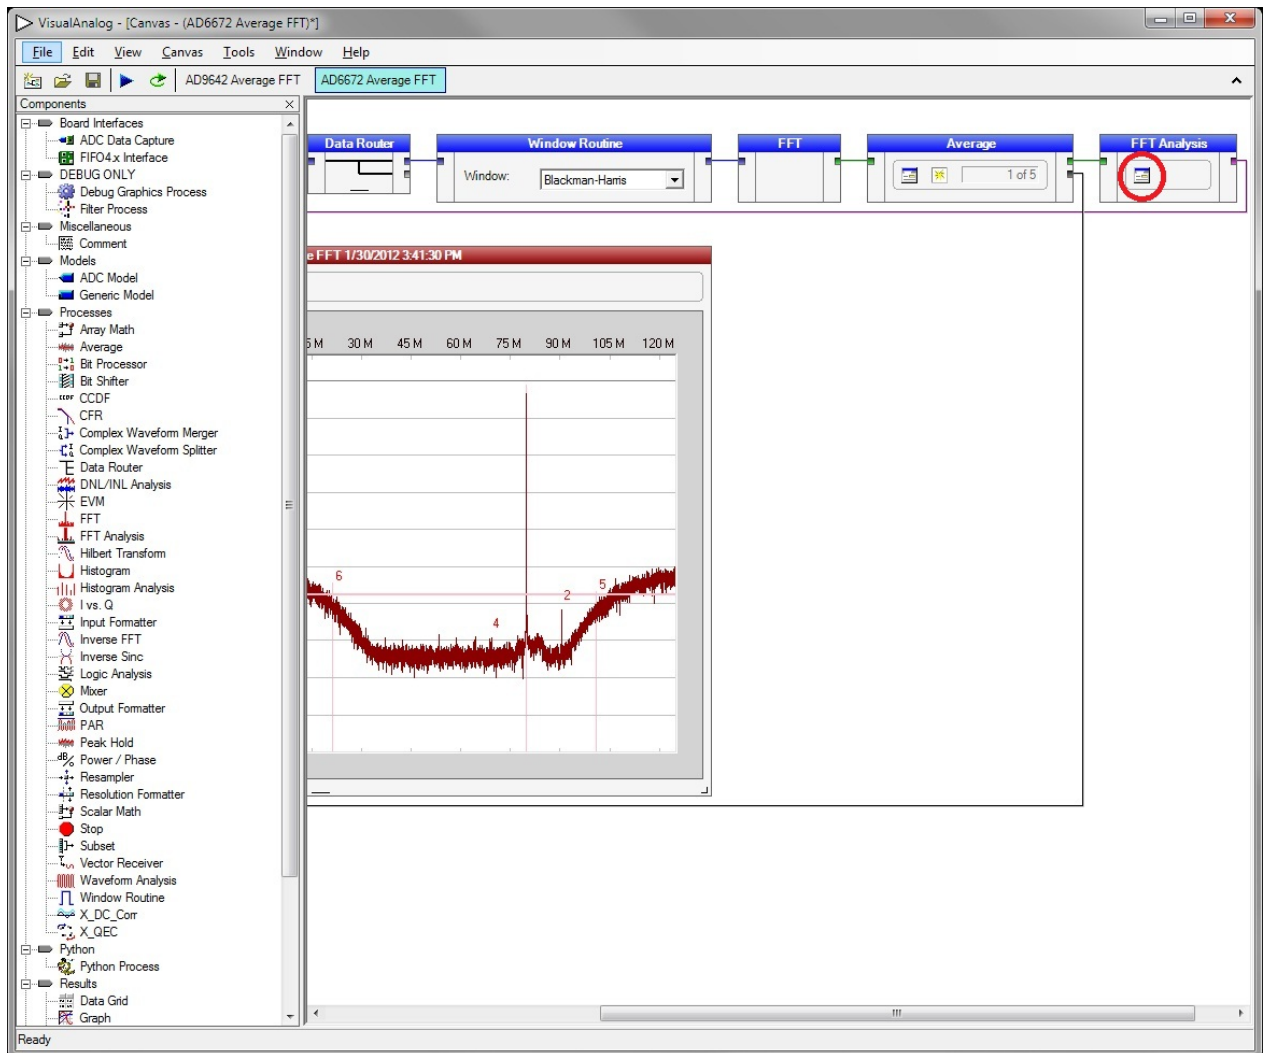 VisualAnalog - [Canvas - (AD6672 Average FFT)*]
File Edit View Canvas Tools Window Help
AD9642 Average FFT AD6672 Average FFT
Components
Board Interfaces
ADC Data Capture
FIFO4.x Interface
DEBUG ONLY
Debug Graphics Process
Filter Process
Miscellaneous
Comment
Models
ADC Model
Generic Model
Processes
Array Math
Average
Bit Processor
Bit Shifter
CCDF
CFR
Complex Waveform Merger
Complex Waveform Splitter
Data Router
DNL/INL Analysis
EVM
FFT
FFT Analysis
Hilbert Transform
Histogram
Histogram Analysis
I vs. Q
Input Formatter
Inverse FFT
Inverse Sinc
Logic Analysis
Mixer
Output Formatter
PAR
Peak Hold
Power / Phase
Resampler
Resolution Formatter
Scalar Math
Stop
Subset
Vector Receiver
Waveform Analysis
Window Routine
X_DC_Corr
X_QEC
Python
Python Process
Results
Data Grid
Graph
Data Router
Window Routine
Window: Blackman-Harris
FFT
Average
1 of 5
FFT Analysis
e FFT 1/30/2012 3:41:30 PM
5 M 30 M 45 M 60 M 75 M 90 M 105 M 120 M
6
5
2
4
Ready